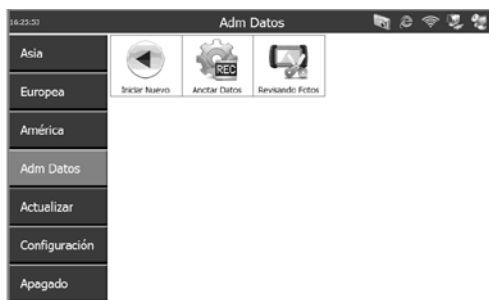 16:25:53 Adm Datos
Asia
Europea
América
Adm Datos
Actualizar
Configuración
Apagado
Iniciar Nuevo
REC
Anotar Datos
Revisando Fotos